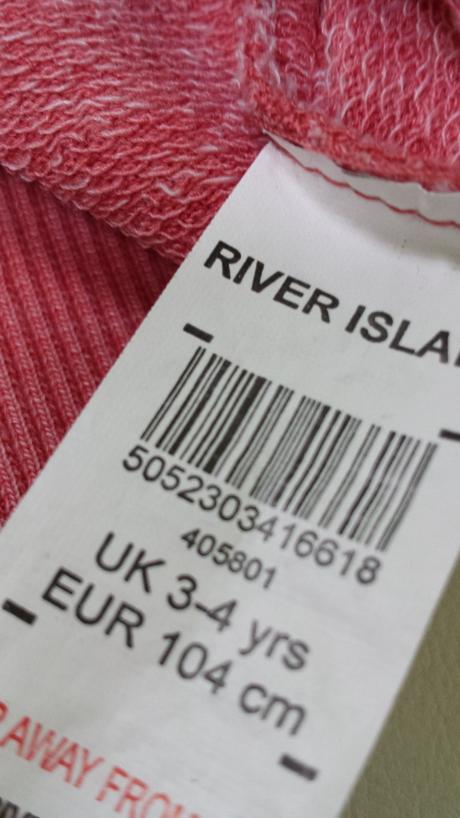 RIVER ISLA
5052303416618
405801
UK 3-4 yrs
EUR 104 cm
AWAY FROM